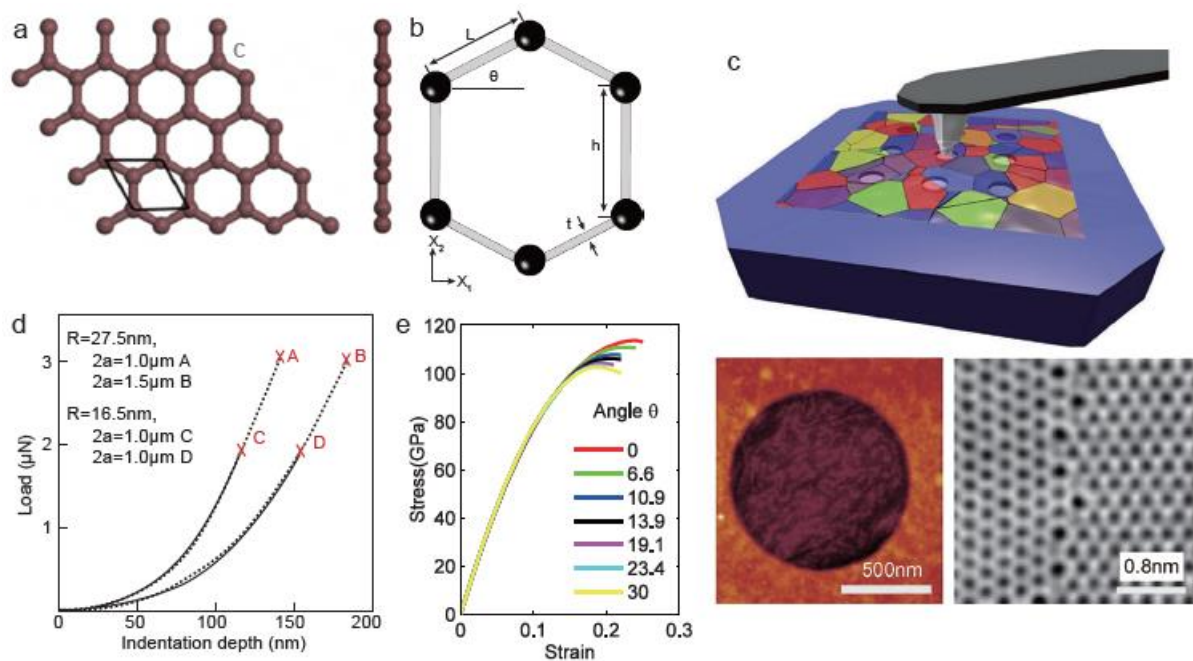 a
C
b
L
θ
h
t
X₂
X₁
c
d
R=27.5nm,
2a=1.0μm A
2a=1.5μm B
R=16.5nm,
2a=1.0μm C
2a=1.0μm D
A
B
C
D
3
2
1
0
50
100
150
200
Load (μN)
Indentation depth (nm)
e
120
100
80
60
40
20
0
0
0.1
0.2
0.3
Stress(GPa)
Strain
Angle θ
0
6.6
10.9
13.9
19.1
23.4
30
500nm
0.8nm